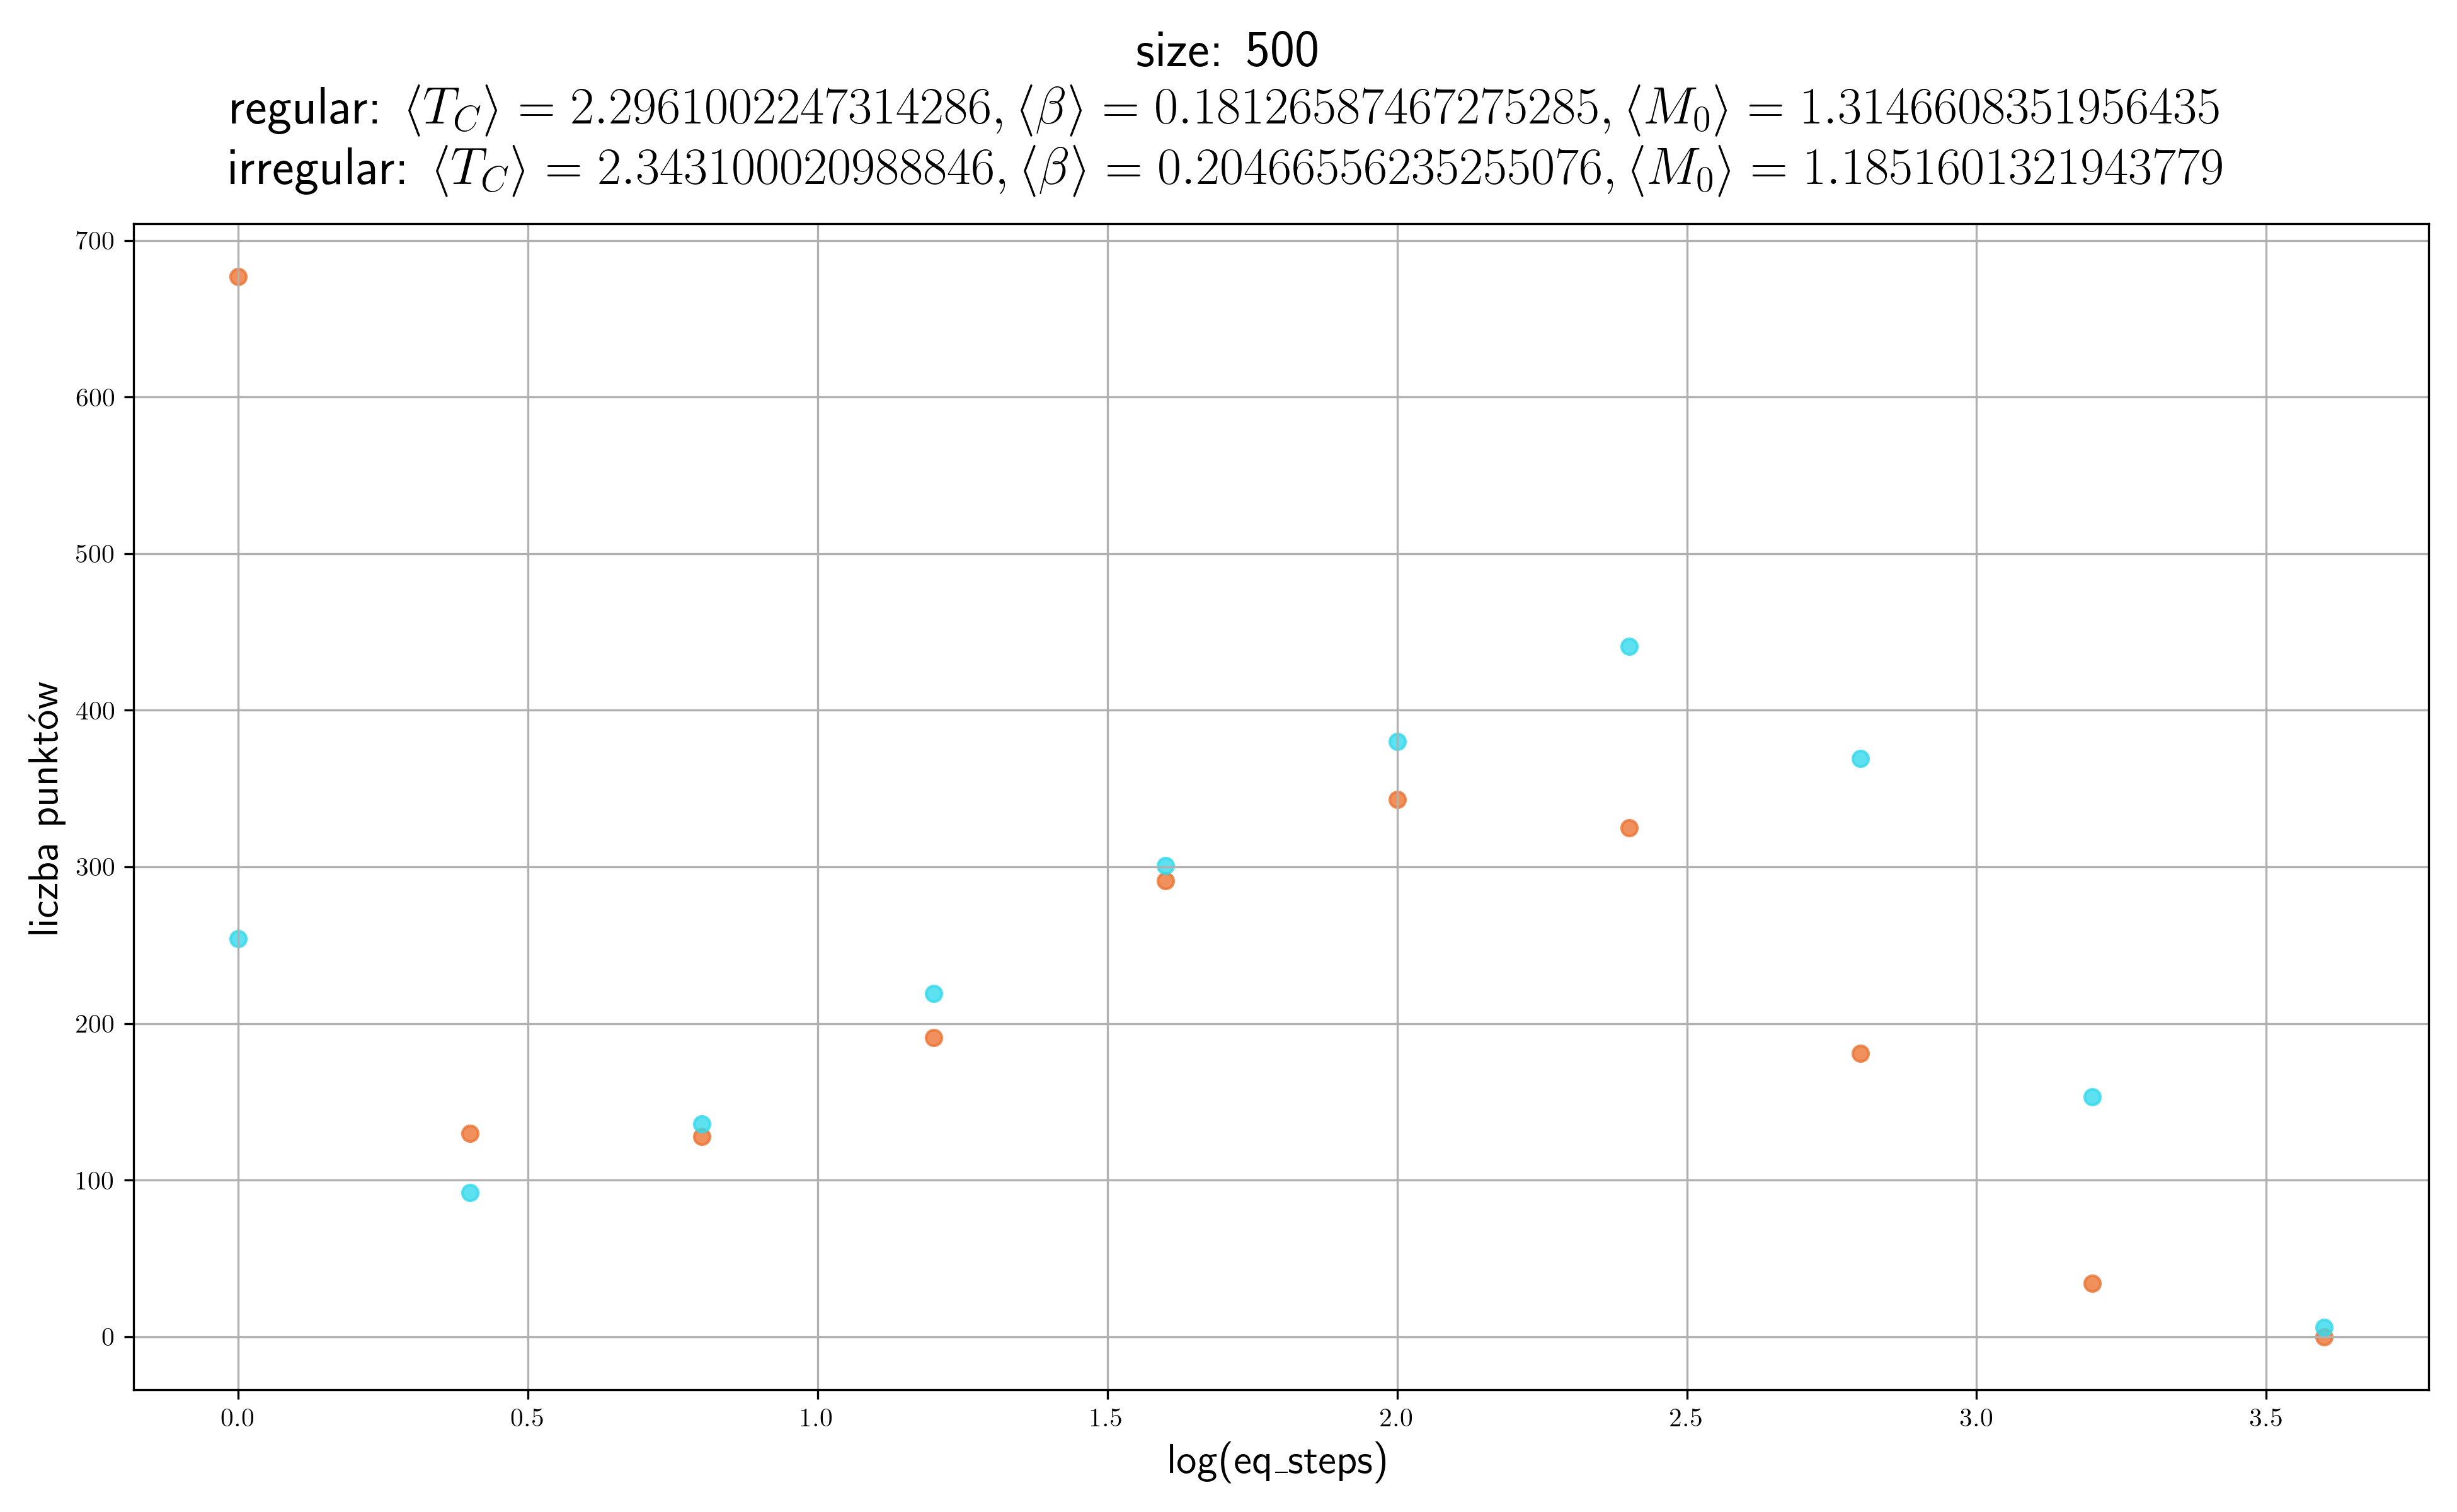 size: 500
regular: ⟨T_C⟩ = 2.2961002247314286, ⟨β⟩ = 0.18126587467275285, ⟨M_0⟩ = 1.3146608351956435
irregular: ⟨T_C⟩ = 2.343100020988846, ⟨β⟩ = 0.20466556235255076, ⟨M_0⟩ = 1.1851601321943779
700
600
500
400
300
200
100
0
liczba punktów
0.0 0.5 1.0 1.5 2.0 2.5 3.0 3.5
log(eq_steps)